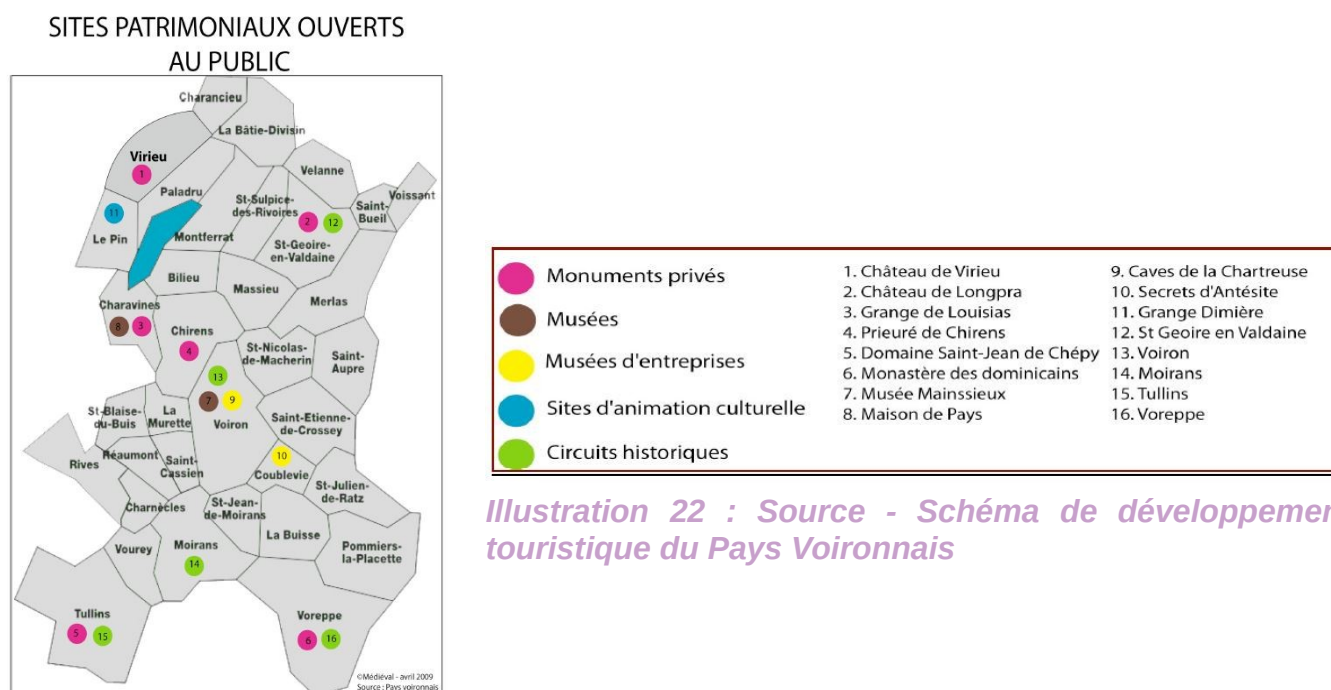 SITES PATRIMONIAUX OUVERTS
AU PUBLIC
Charancieu
La Bâtie-Divisin
Virieu
1
Velanne
Paladru
Voissant
St-Sulpice-
des-Rivoires
Saint-
Bueil
2
12
11
Le Pin
Montferrat
St-Geoire-
en-Valdaine
Bilieu
Massieu
Merlas
Charavines
8
3
Chirens
4
St-Nicolas-
de-Macherin
Saint-
Aupre
13
7
9
Voiron
St-Blaise-
du-Buis
La
Murette
Saint-Etienne-
de-Crossey
10
Coublevie
Rives
Réaumont
Saint-
Cassien
St-Julien-
de-Ratz
Charnècles
St-Jean-
de-Moirans
La Buisse
Vourey
Moirans
14
Pommiers-
la-Placette
Tullins
5
15
Voreppe
6
16
©Médiéval - avril 2009
Source : Pays voironnais
Monuments privés
Musées
Musées d'entreprises
Sites d'animation culturelle
Circuits historiques
1. Château de Virieu
2. Château de Longpra
3. Grange de Louisias
4. Prieuré de Chirens
5. Domaine Saint-Jean de Chépy
6. Monastère des dominicains
7. Musée Mainssieux
8. Maison de Pays
9. Caves de la Chartreuse
10. Secrets d'Antésite
11. Grange Dimière
12. St Geoire en Valdaine
13. Voiron
14. Moirans
15. Tullins
16. Voreppe
Illustration 22 : Source - Schéma de développemen
touristique du Pays Voironnais